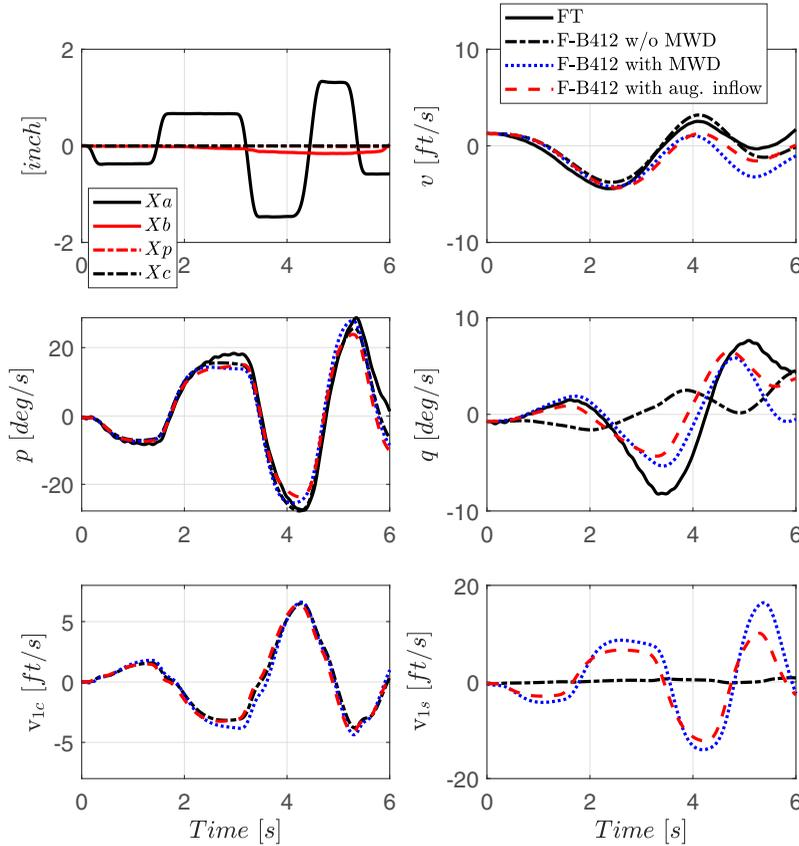 FT
F-B412 w/o MWD
F-B412 with MWD
F-B412 with aug. inflow
2
0
-2
[inch]
Xa
Xb
Xp
Xc
0 2 4 6
10
0
-10
v [ft/s]
0 2 4 6
20
0
-20
p [deg/s]
0 2 4 6
10
0
-10
q [deg/s]
0 2 4 6
5
0
-5
v1c [ft/s]
0 2 4 6
Time [s]
20
0
-20
v1s [ft/s]
0 2 4 6
Time [s]